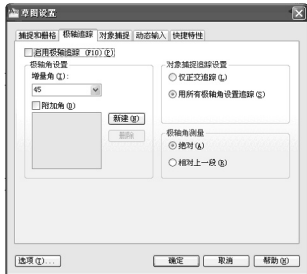 草图设置
捕捉和栅格 极轴追踪 对象捕捉 动态输入 快捷特性
启用极轴追踪 (F10)(P)
极轴角设置
增量角(I):
45
附加角(D)
新建(N)
删除
对象捕捉追踪设置
仅正交追踪(L)
用所有极轴角设置追踪(S)
极轴角测量
绝对(A)
相对上一段(R)
选项(T)...
确定 取消 帮助(H)